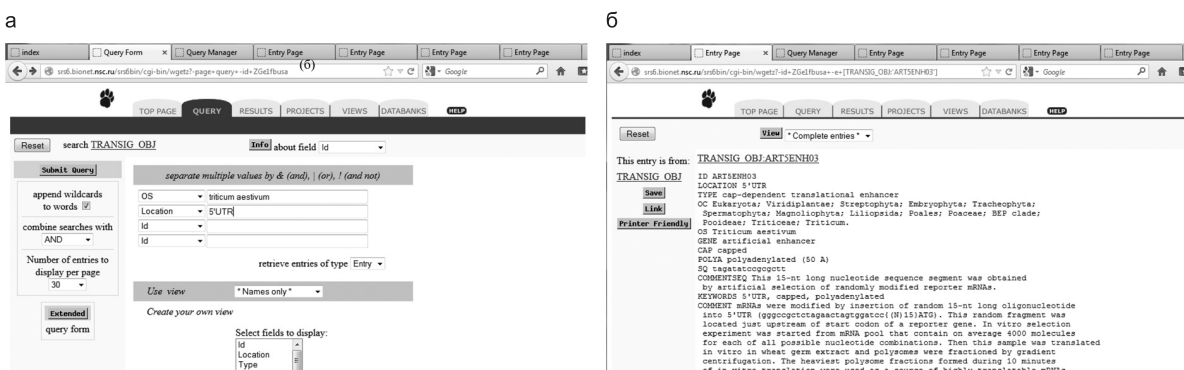 а
index
Query Form ×
Query Manager
Entry Page
Entry Page
Entry Page
Entry Page
srs6.bionet.nsc.ru/srs6bin/cgi-bin/wgetz?-page+query+-id+ZGe1fbusa
(б)
Google
TOP PAGE QUERY RESULTS PROJECTS VIEWS DATABANKS HELP
Reset search TRANSIG_OBJ Info about field Id
Submit Query
separate multiple values by & (and), | (or), ! (and not)
append wildcards
to words
OS triticum aestivum
Location 5'UTR
Id
Id
combine searches with
AND
retrieve entries of type Entry
Number of entries to
display per page
30
Use view * Names only *
Create your own view
Extended
query form
Select fields to display:
Id
Location
Type
б
index
Entry Page ×
Query Manager
Entry Page
Entry Page
Entry Page
Entry Page
srs6.bionet.nsc.ru/srs6bin/cgi-bin/wgetz?-id+ZGe1fbusa+-e+[TRANSIG_OBJ:'ART5ENH03']
Google
TOP PAGE QUERY RESULTS PROJECTS VIEWS DATABANKS HELP
Reset View * Complete entries *
This entry is from: TRANSIG_OBJ:ART5ENH03
TRANSIG_OBJ
Save
Link
Printer Friendly
ID ART5ENH03
LOCATION 5'UTR
TYPE cap-dependent translational enhancer
OC Eukaryota; Viridiplantae; Streptophyta; Embryophyta; Tracheophyta;
Spermatophyta; Magnoliophyta; Liliopsida; Poales; Poaceae; BEP clade;
Pooideae; Triticeae; Triticum.
OS Triticum aestivum
GENE artificial enhancer
CAP capped
POLYA polyadenylated (50 A)
SQ tagatatccgcgctt
COMMENTSEQ This 15-nt long nucleotide sequence segment was obtained
by artificial selection of randomly modified reporter mRNAs.
KEYWORDS 5'UTR, capped, polyadenylated
COMMENT mRNAs were modified by insertion of random 15-nt long oligonucleotide
into 5'UTR (gggccgctctagaactagtggatcc((N)15)ATG). This random fragment was
located just upstream of start codon of a reporter gene. In vitro selection
experiment was started from mRNA pool that contain on average 4000 molecules
for each of all possible nucleotide combinations. Then this sample was translated
in vitro in wheat germ extract and polysomes were fractioned by gradient
centrifugation. The heaviest polysome fractions formed during 10 minutes
of in vitro translation were used as a source of highly translatable mRNAs